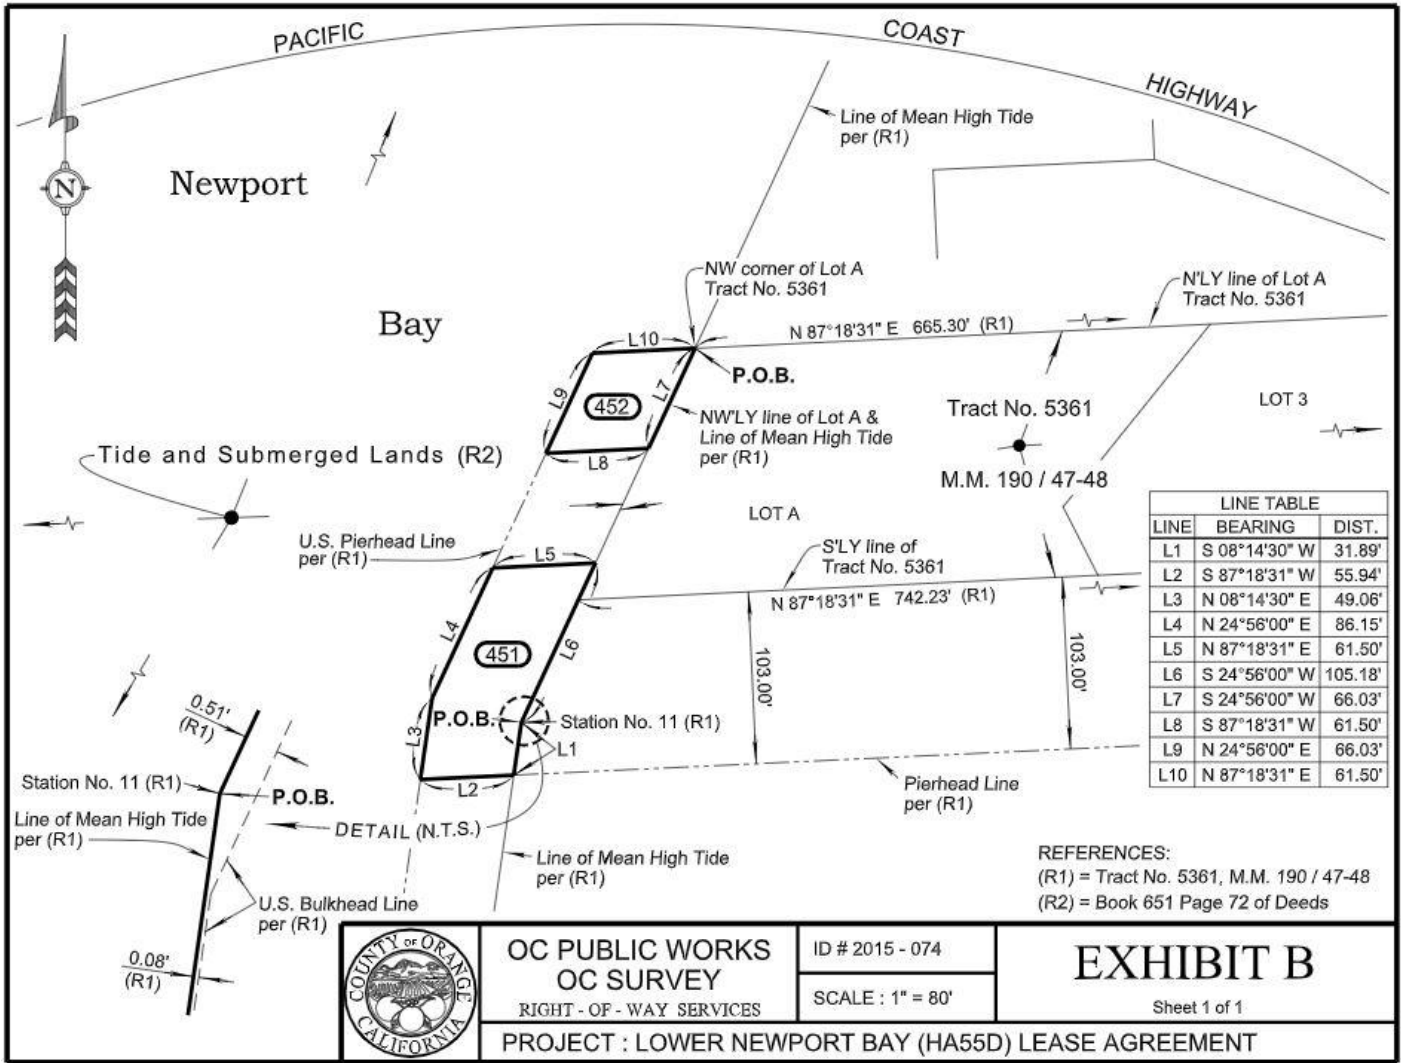 PACIFIC COAST HIGHWAY
Line of Mean High Tide
per (R1)
N
Newport
Bay
NW corner of Lot A
Tract No. 5361
N'LY line of Lot A
Tract No. 5361
N 87°18'31" E 665.30' (R1)
L10
P.O.B.
L9
452
L7
NW'LY line of Lot A &
Line of Mean High Tide
per (R1)
L8
Tract No. 5361
M.M. 190 / 47-48
LOT 3
Tide and Submerged Lands (R2)
LOT A
U.S. Pierhead Line
per (R1)
L5
S'LY line of
Tract No. 5361
N 87°18'31" E 742.23' (R1)
L4
451
L6
103.00'
103.00'
P.O.B.
Station No. 11 (R1)
L3
L1
L2
Pierhead Line
per (R1)
DETAIL (N.T.S.)
Line of Mean High Tide
per (R1)
0.51'
(R1)
Station No. 11 (R1)
P.O.B.
Line of Mean High Tide
per (R1)
U.S. Bulkhead Line
per (R1)
0.08'
(R1)
LINE TABLE
LINE BEARING DIST.
L1 S 08°14'30" W 31.89'
L2 S 87°18'31" W 55.94'
L3 N 08°14'30" E 49.06'
L4 N 24°56'00" E 86.15'
L5 N 87°18'31" E 61.50'
L6 S 24°56'00" W 105.18'
L7 S 24°56'00" W 66.03'
L8 S 87°18'31" W 61.50'
L9 N 24°56'00" E 66.03'
L10 N 87°18'31" E 61.50'
REFERENCES:
(R1) = Tract No. 5361, M.M. 190 / 47-48
(R2) = Book 651 Page 72 of Deeds
COUNTY OF ORANGE
CALIFORNIA
OC PUBLIC WORKS
OC SURVEY
RIGHT - OF - WAY SERVICES
ID # 2015 - 074
SCALE : 1" = 80'
EXHIBIT B
Sheet 1 of 1
PROJECT : LOWER NEWPORT BAY (HA55D) LEASE AGREEMENT